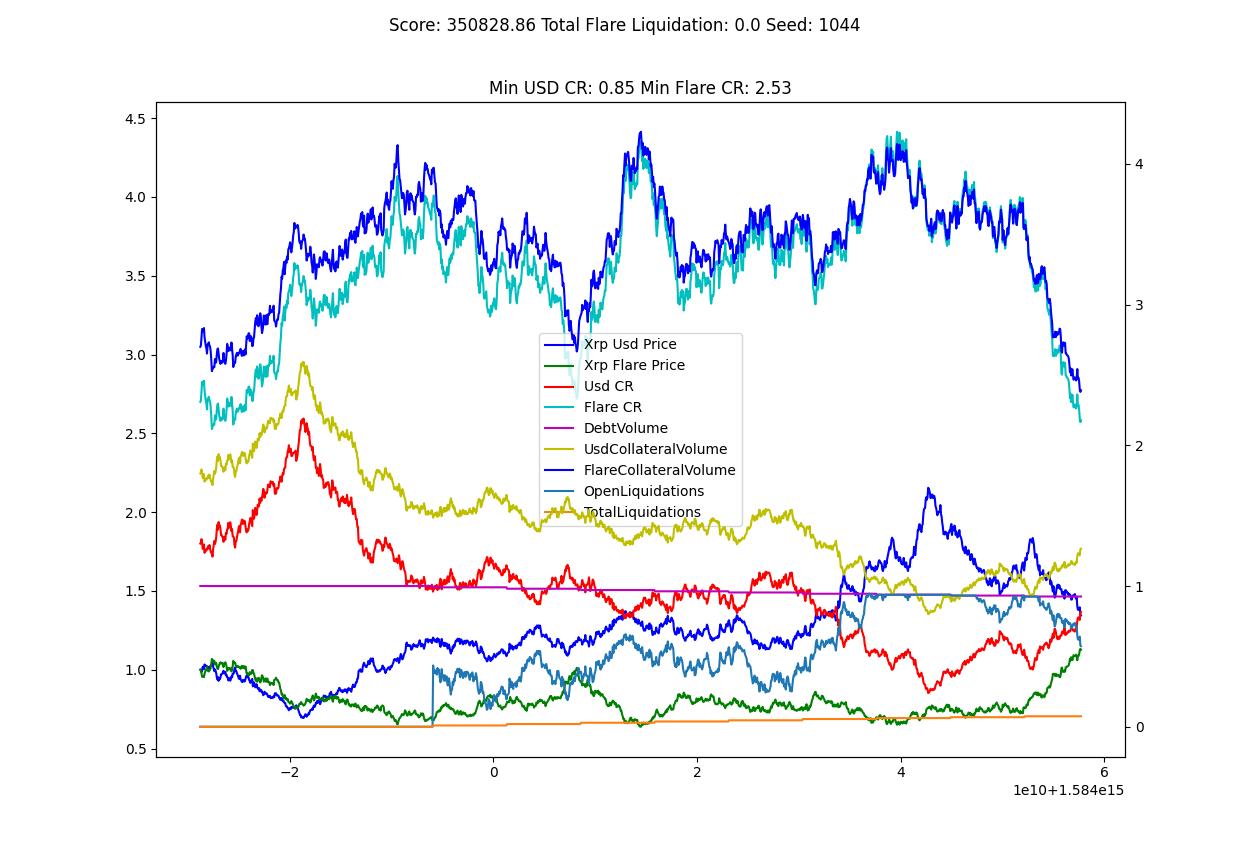 Score: 350828.86 Total Flare Liquidation: 0.0 Seed: 1044
Min USD CR: 0.85 Min Flare CR: 2.53
4.5
4.0
3.5
3.0
2.5
2.0
1.5
1.0
0.5
4
3
2
1
0
Xrp Usd Price
Xrp Flare Price
Usd CR
Flare CR
DebtVolume
UsdCollateralVolume
FlareCollateralVolume
OpenLiquidations
TotalLiquidations
−2 0 2 4 6
1e10+1.584e15